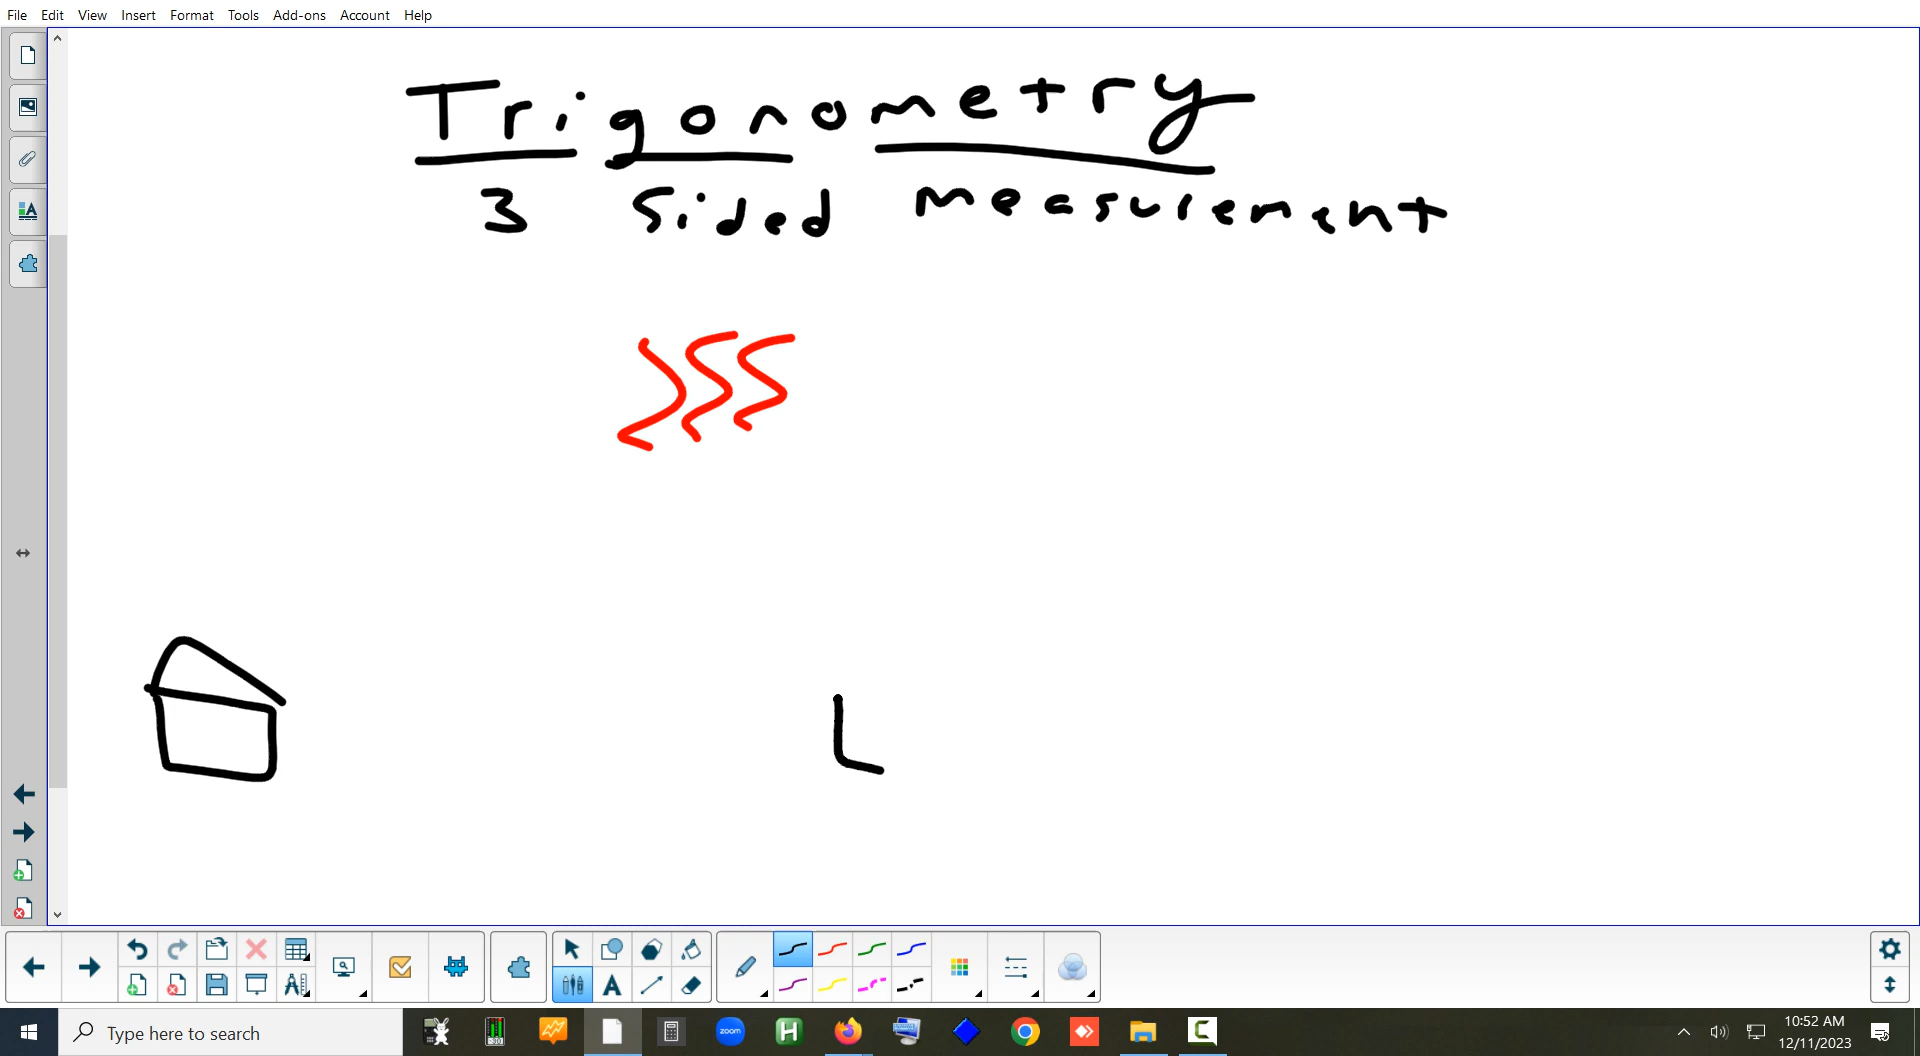 File Edit View Insert Format Tools Add-ons Account Help
Trigonometry
3 sided measurement
Type here to search
zoom
10:52 AM
12/11/2023